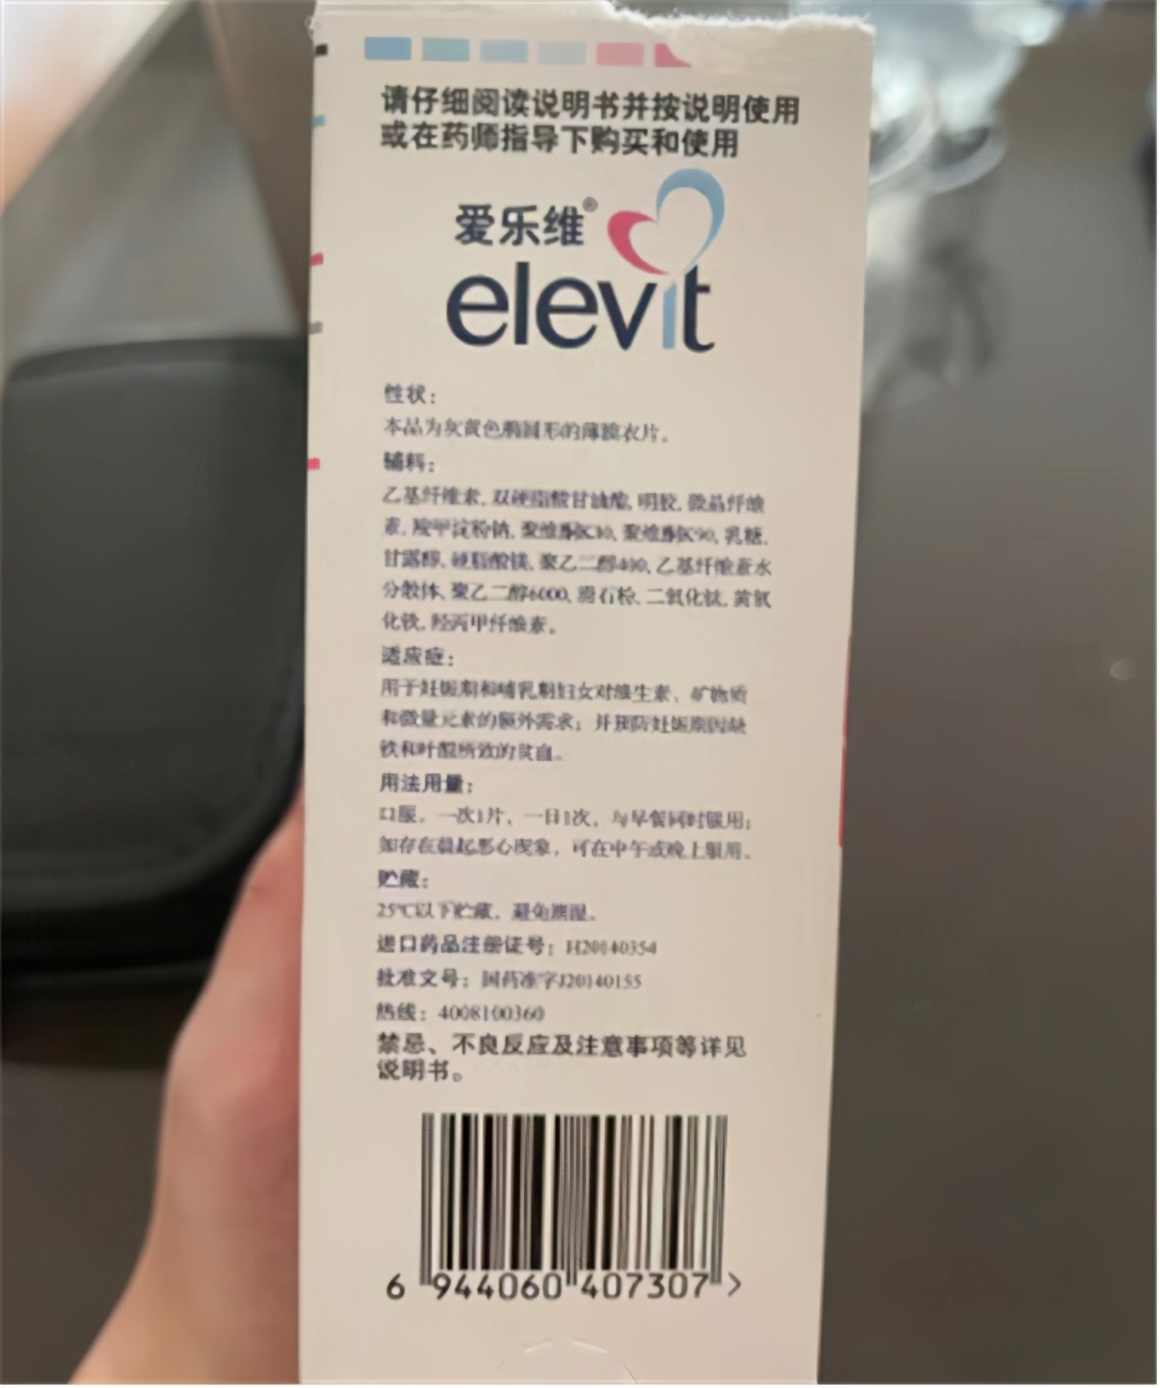 请仔细阅读说明书并按说明使用
或在药师指导下购买和使用
爱乐维®
elevit
性状：
本品为灰黄色椭圆形的薄膜衣片。
辅料：
乙基纤维素, 双硬脂酸甘油酯, 明胶, 微晶纤维
素, 羧甲淀粉钠, 聚维酮K30, 聚维酮K90, 乳糖,
甘露醇, 硬脂酸镁, 聚乙二醇400, 乙基纤维素水
分散体, 聚乙二醇6000, 滑石粉, 二氧化钛, 黄氧
化铁, 羟丙甲纤维素。
适应症：
用于妊娠期和哺乳期妇女对维生素、矿物质
和微量元素的额外需求；并预防妊娠期因缺
铁和叶酸所致的贫血。
用法用量：
口服。一次1片，一日1次，与早餐同时服用；
如存在晨起恶心现象，可在中午或晚上服用。
贮藏：
25℃以下贮藏，避免潮湿。
进口药品注册证号：H20140354
批准文号：国药准字J20140155
热线：4008100360
禁忌、不良反应及注意事项等详见
说明书。
6 944060 407307 >